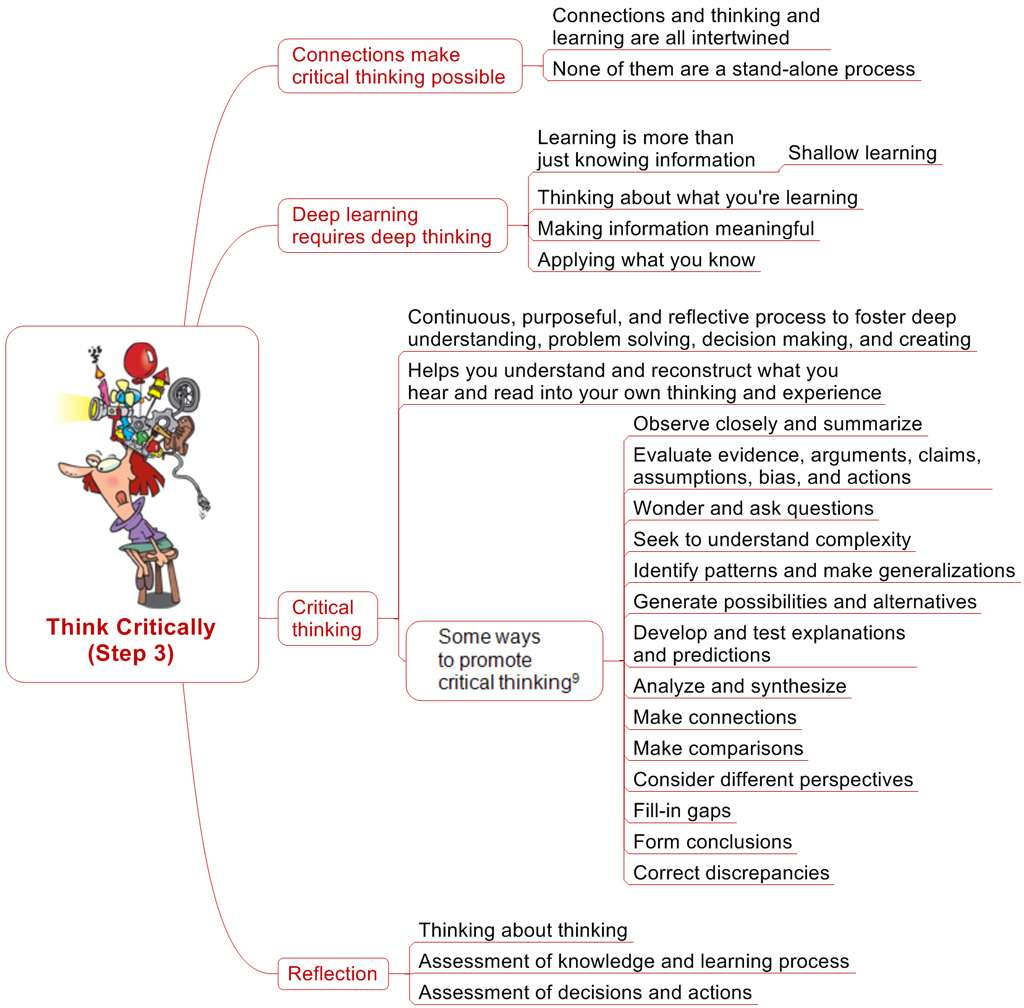 Connections make
critical thinking possible
Connections and thinking and
learning are all intertwined
None of them are a stand-alone process
Deep learning
requires deep thinking
Learning is more than
just knowing information
Shallow learning
Thinking about what you're learning
Making information meaningful
Applying what you know
Think Critically
(Step 3)
Critical
thinking
Continuous, purposeful, and reflective process to foster deep
understanding, problem solving, decision making, and creating
Helps you understand and reconstruct what you
hear and read into your own thinking and experience
Some ways
to promote
critical thinking⁹
Observe closely and summarize
Evaluate evidence, arguments, claims,
assumptions, bias, and actions
Wonder and ask questions
Seek to understand complexity
Identify patterns and make generalizations
Generate possibilities and alternatives
Develop and test explanations
and predictions
Analyze and synthesize
Make connections
Make comparisons
Consider different perspectives
Fill-in gaps
Form conclusions
Correct discrepancies
Reflection
Thinking about thinking
Assessment of knowledge and learning process
Assessment of decisions and actions